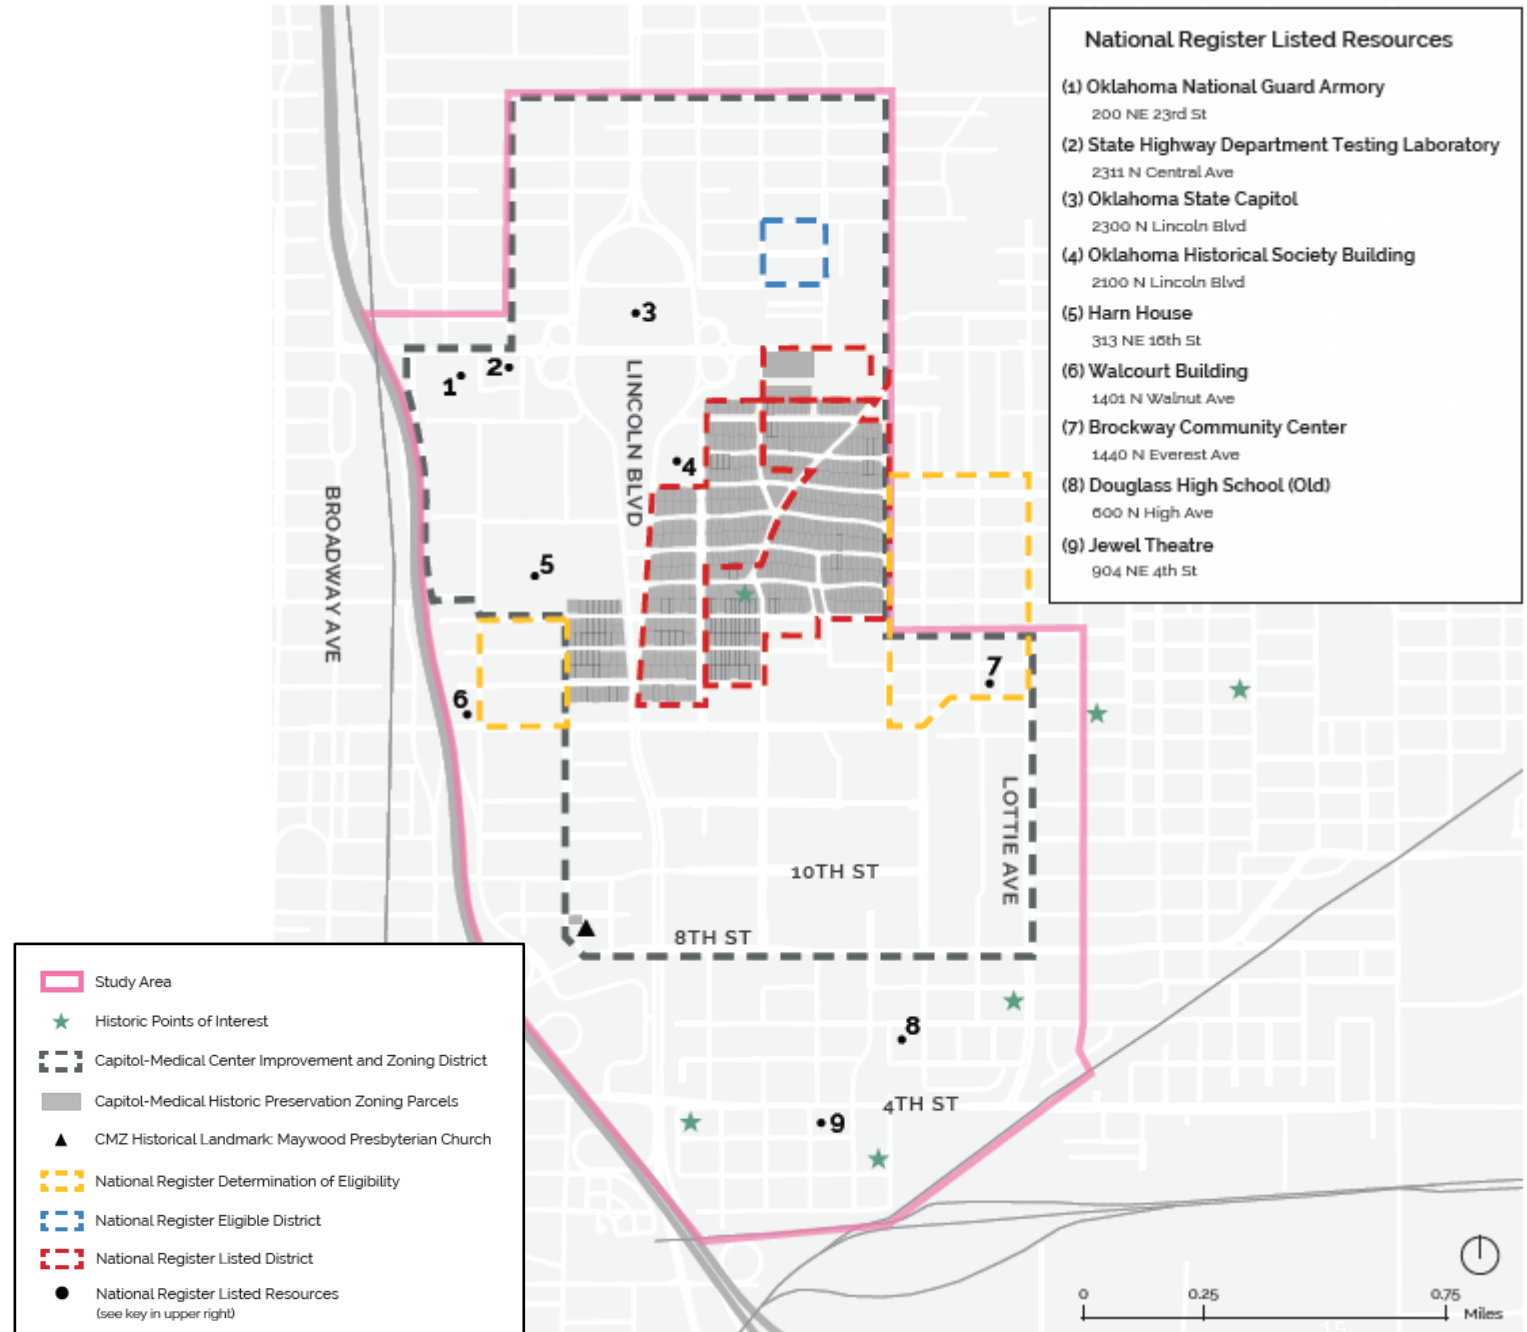 National Register Listed Resources
(1) Oklahoma National Guard Armory
200 NE 23rd St
(2) State Highway Department Testing Laboratory
2311 N Central Ave
(3) Oklahoma State Capitol
2300 N Lincoln Blvd
(4) Oklahoma Historical Society Building
2100 N Lincoln Blvd
(5) Harn House
313 NE 16th St
(6) Walcourt Building
1401 N Walnut Ave
(7) Brockway Community Center
1440 N Everest Ave
(8) Douglass High School (Old)
600 N High Ave
(9) Jewel Theatre
904 NE 4th St
3
2
1
LINCOLN BLVD
4
BROADWAY AVE
5
7
6
LOTTIE AVE
10TH ST
8TH ST
8
4TH ST
9
Study Area
Historic Points of Interest
Capitol-Medical Center Improvement and Zoning District
Capitol-Medical Historic Preservation Zoning Parcels
CMZ Historical Landmark: Maywood Presbyterian Church
National Register Determination of Eligibility
National Register Eligible District
National Register Listed District
National Register Listed Resources
(see key in upper right)
0 0.25 0.75
Miles